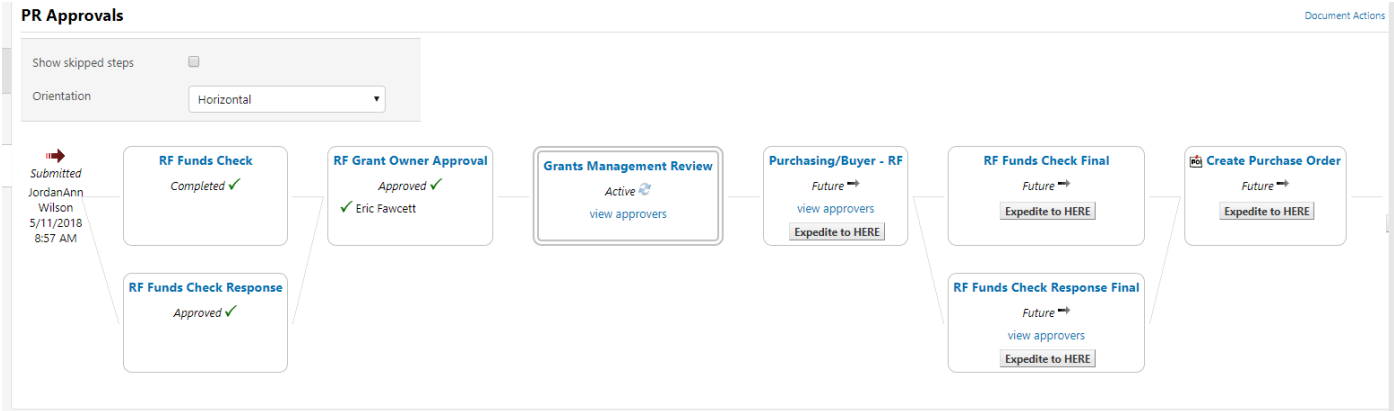 PR Approvals
Document Actions
Show skipped steps
Orientation
Horizontal
Submitted
JordanAnn
Wilson
5/11/2018
8:57 AM
RF Funds Check
Completed
RF Funds Check Response
Approved
RF Grant Owner Approval
Approved
Eric Fawcett
Grants Management Review
Active
view approvers
Purchasing/Buyer - RF
Future
view approvers
Expedite to HERE
RF Funds Check Final
Future
Expedite to HERE
RF Funds Check Response Final
Future
view approvers
Expedite to HERE
PO
Create Purchase Order
Future
Expedite to HERE